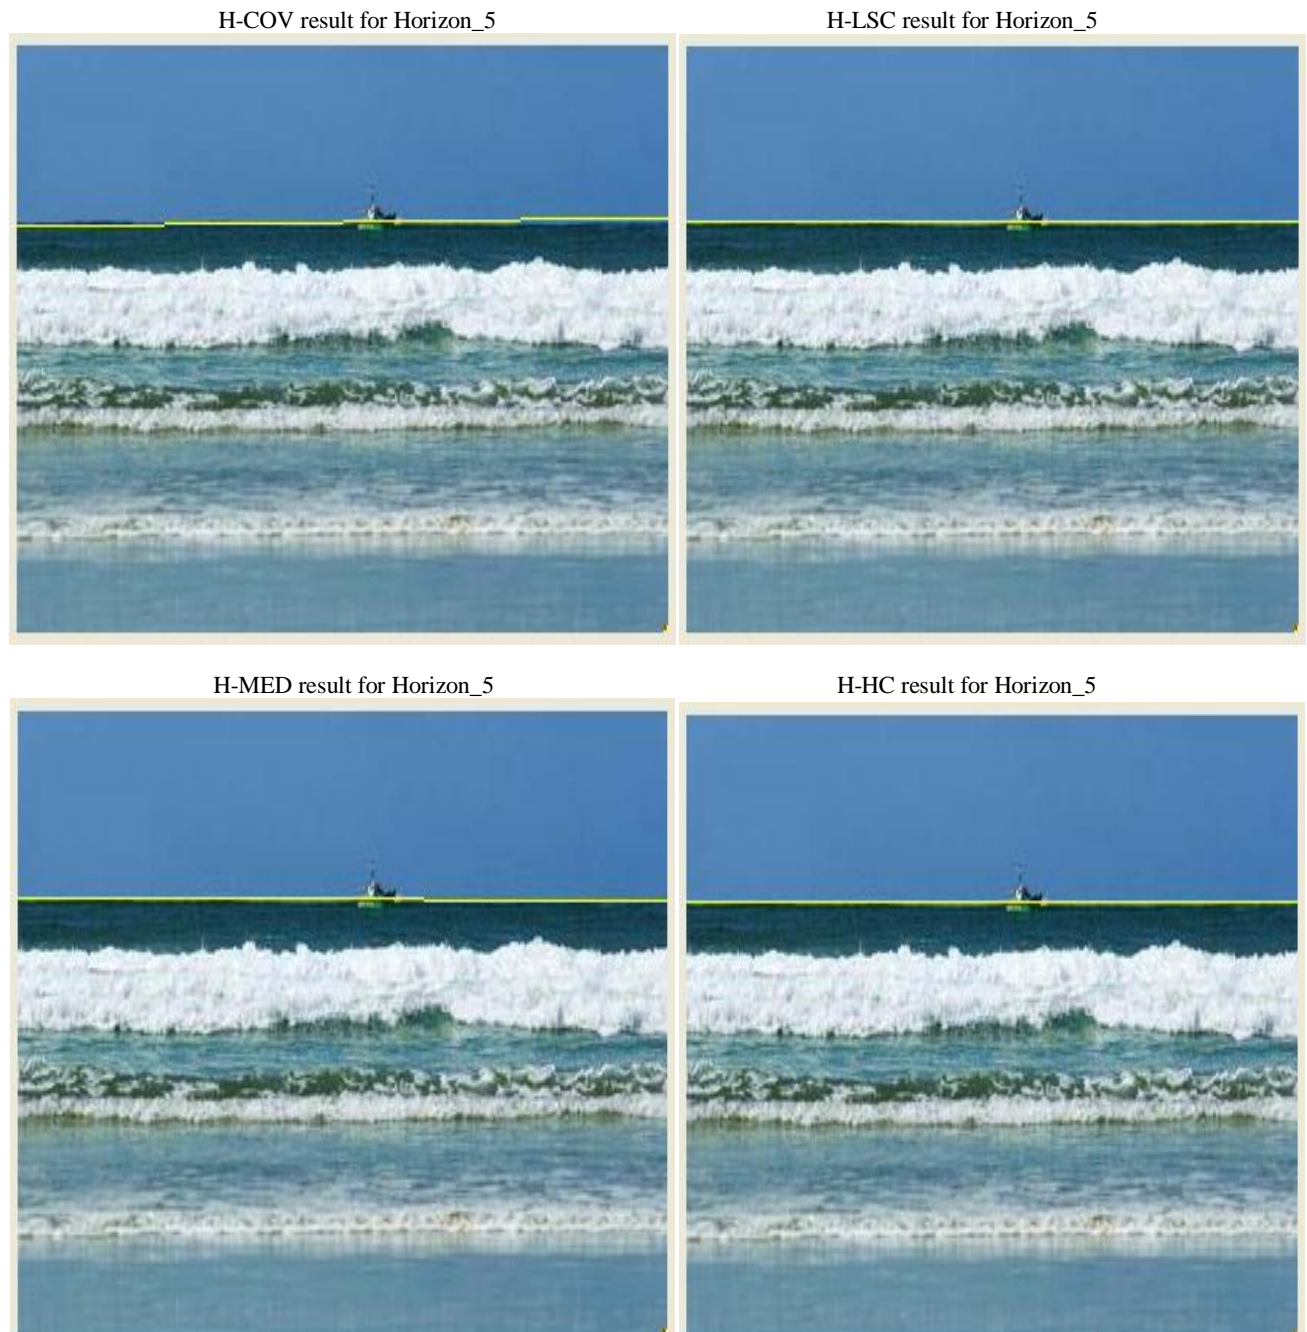 H-COV result for Horizon_5
H-LSC result for Horizon_5
H-MED result for Horizon_5
H-HC result for Horizon_5